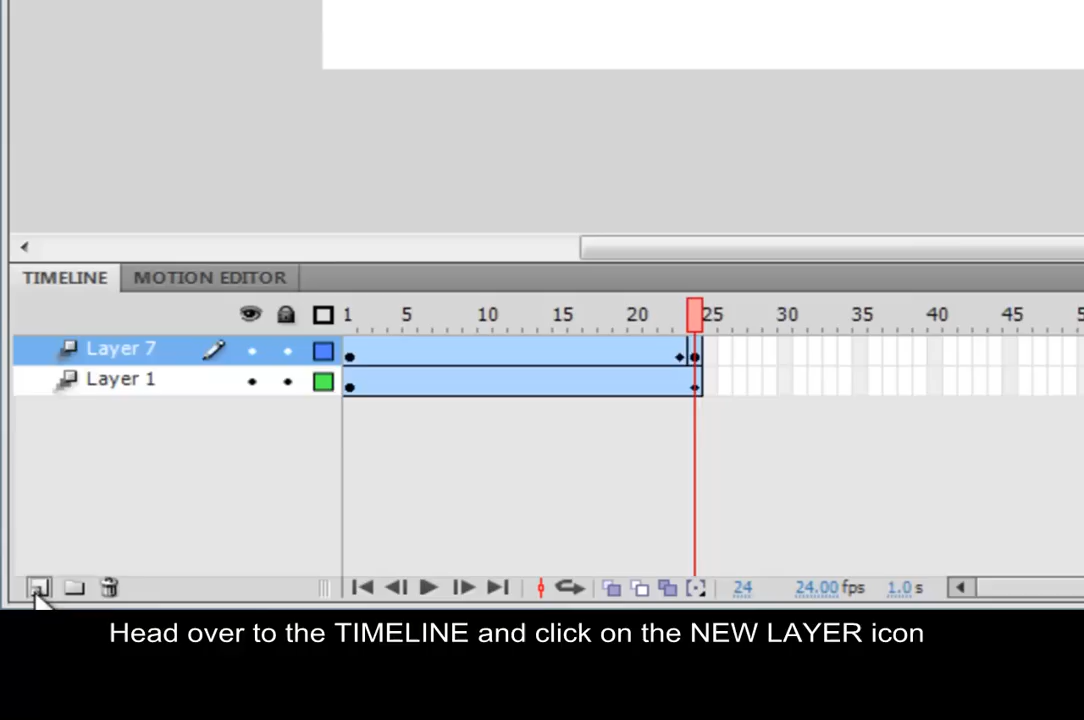 TIMELINE MOTION EDITOR
1 5 10 15 20 25 30 35 40 45
Layer 7
Layer 1
24 24.00 fps 1.0 s
Head over to the TIMELINE and click on the NEW LAYER icon